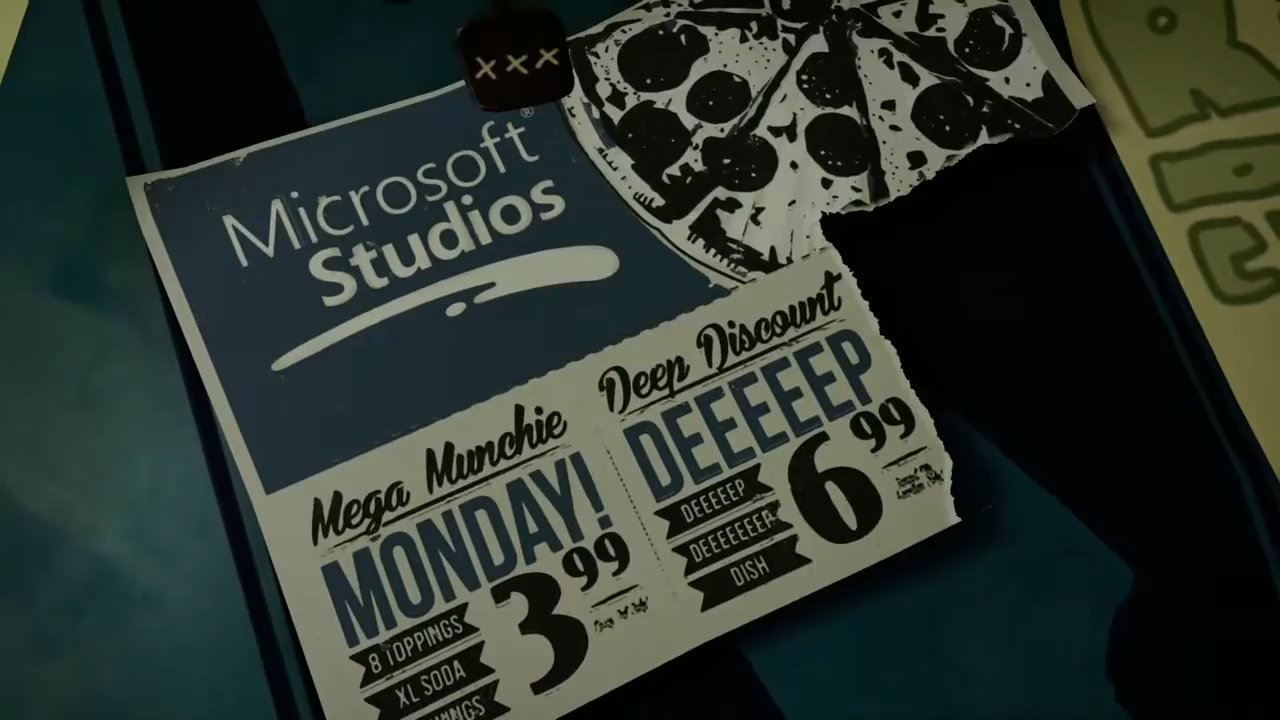 XXX
Microsoft®
Studios
Mega Munchie
MONDAY!
3 99
8 TOPPINGS
XL SODA
Deep Discount
DEEEEEP
6 99
DEEEEEP
DEEEEEEEP
DISH